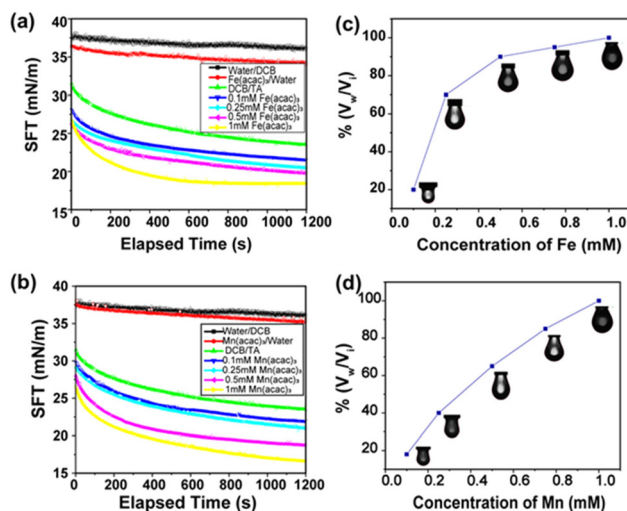 (a)
SFT (mN/m)
40
35
30
25
20
15
Water/DCB
Fe(acac)₃/Water
DCB/TA
0.1mM Fe(acac)₃
0.25mM Fe(acac)₃
0.5mM Fe(acac)₃
1mM Fe(acac)₃
0 200 400 600 800 1000 1200
Elapsed Time (s)
(c)
% (Vw/Vi)
100
80
60
40
20
0.0 0.2 0.4 0.6 0.8 1.0
Concentration of Fe (mM)
(b)
SFT (mN/m)
40
35
30
25
20
15
Water/DCB
Mn(acac)₃/Water
DCB/TA
0.1mM Mn(acac)₃
0.25mM Mn(acac)₃
0.5mM Mn(acac)₃
1mM Mn(acac)₃
0 200 400 600 800 1000 1200
Elapsed Time (s)
(d)
% (Vw/Vi)
100
80
60
40
20
0.0 0.2 0.4 0.6 0.8 1.0
Concentration of Mn (mM)